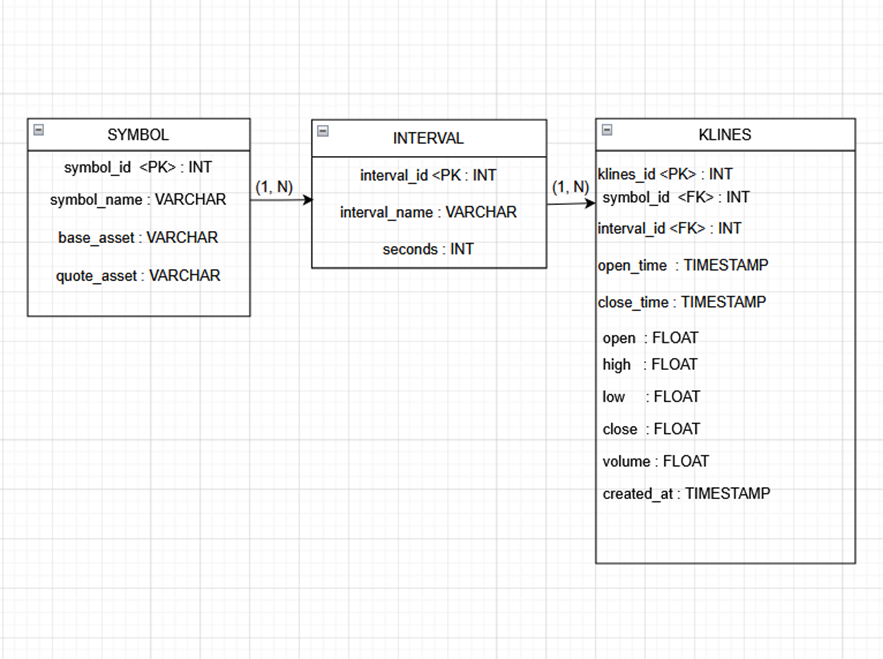 SYMBOL
symbol_id <PK> : INT
symbol_name : VARCHAR
base_asset : VARCHAR
quote_asset : VARCHAR
(1, N)
INTERVAL
interval_id <PK : INT
interval_name : VARCHAR
seconds : INT
(1, N)
KLINES
klines_id <PK> : INT
symbol_id <FK> : INT
interval_id <FK> : INT
open_time : TIMESTAMP
close_time : TIMESTAMP
open : FLOAT
high : FLOAT
low : FLOAT
close : FLOAT
volume : FLOAT
created_at : TIMESTAMP